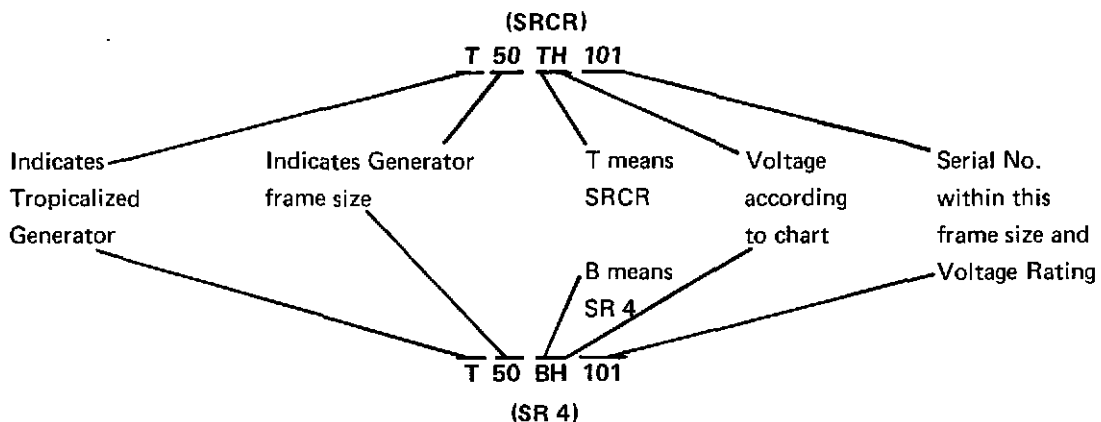 (SRCR)
T 50 TH 101
Indicates
Tropicalized
Generator
Indicates Generator
frame size
T means
SRCR
Voltage
according
to chart
Serial No.
within this
frame size and
Voltage Rating
B means
SR 4
T 50 BH 101
(SR 4)